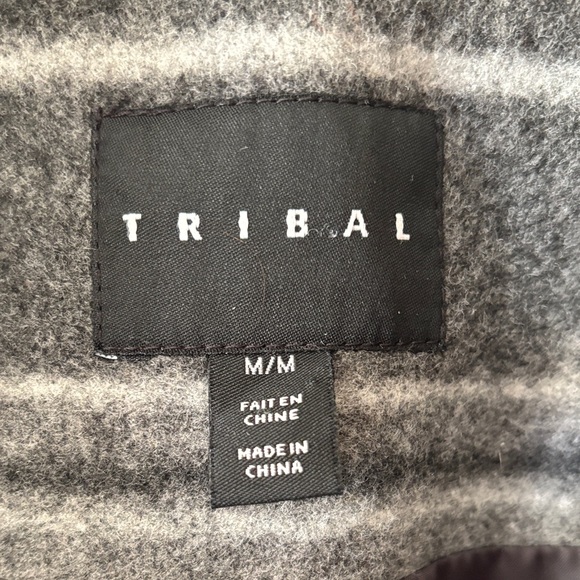 TRIBAL
M/M
FAIT EN
CHINE
MADE IN
CHINA